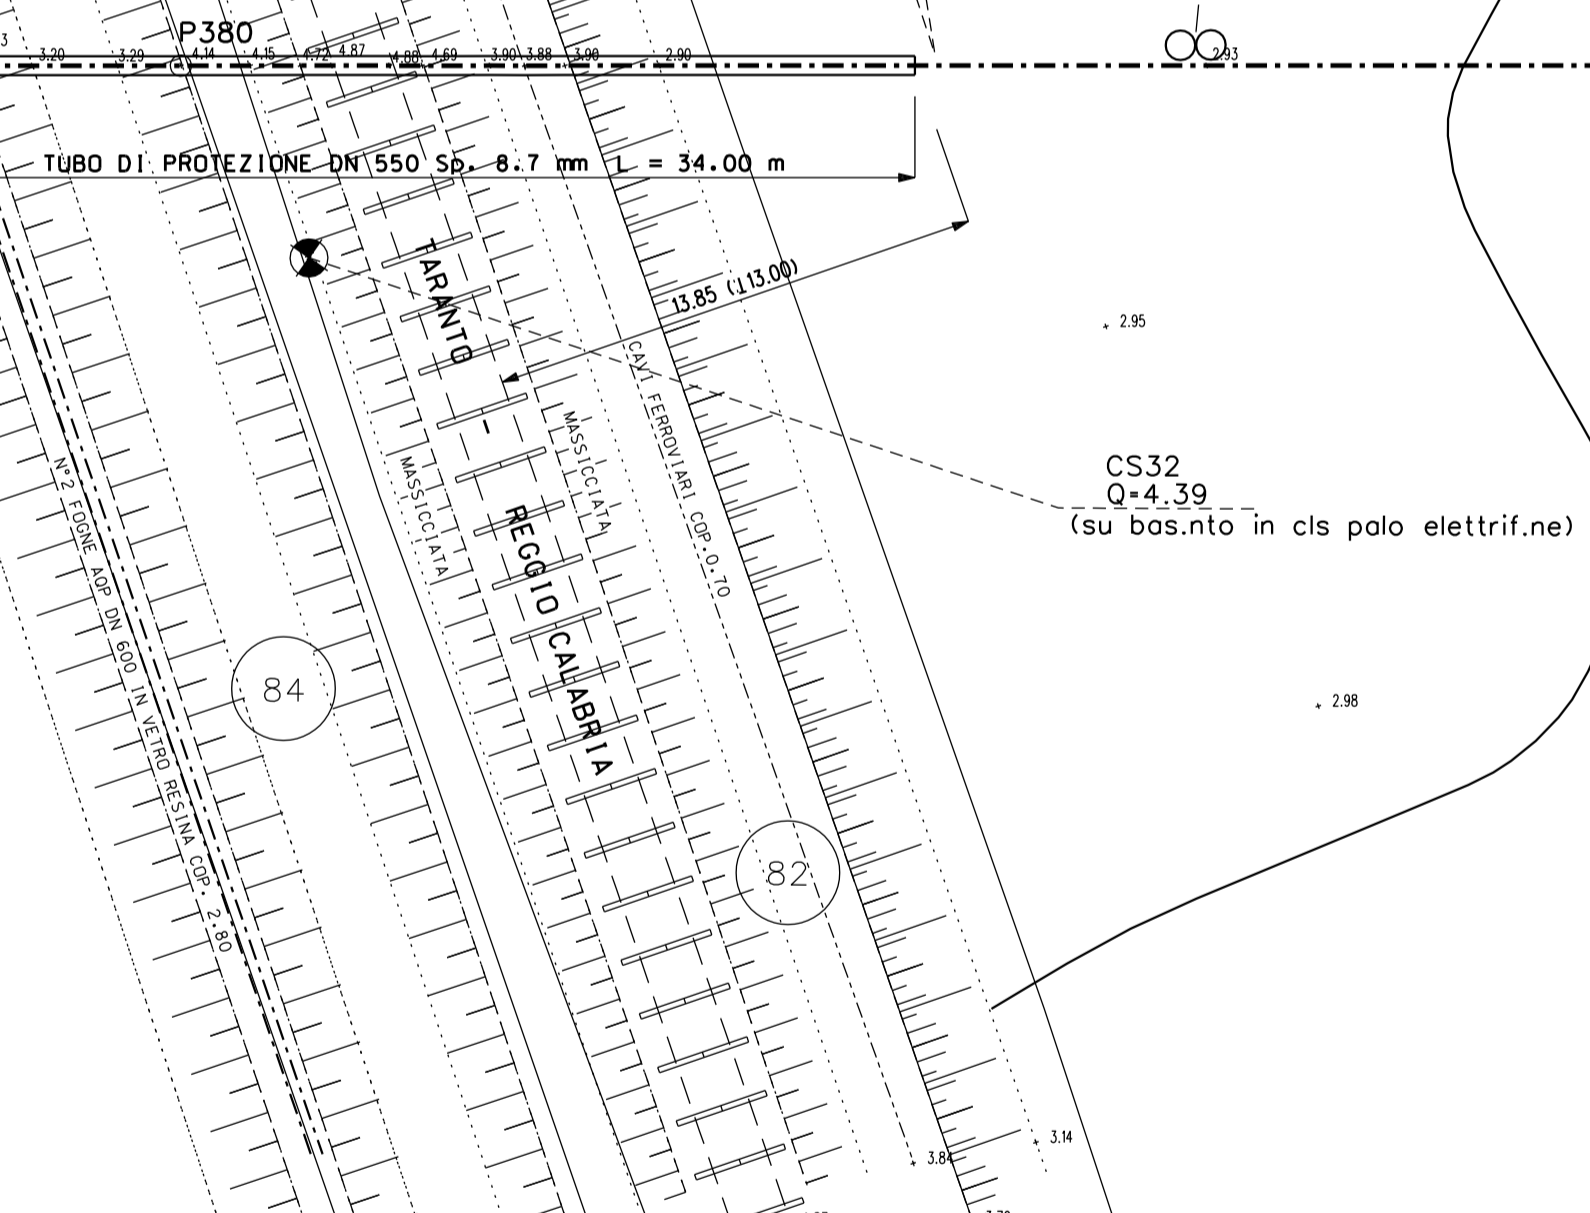 P380
3.20 3.29 4.14 4.15 4.72 4.87 4.88 4.69 3.90 3.88 3.90 2.90 2.93
TUBO DI PROTEZIONE DN 550 Sp. 8.7 mm L = 34.00 m
13.85 (⊥13.00)
2.95
TARANTO - REGGIO CALABRIA
MASSICCIATA
MASSICCIATA
CAVI FERROVIARI COP.0.70
N°2 FOGNE AQP DN 600 IN VETRO RESINA COP. 2.80
CS32
Q=4.39
(su bas.nto in cls palo elettrif.ne)
84
2.98
82
3.14
3.84